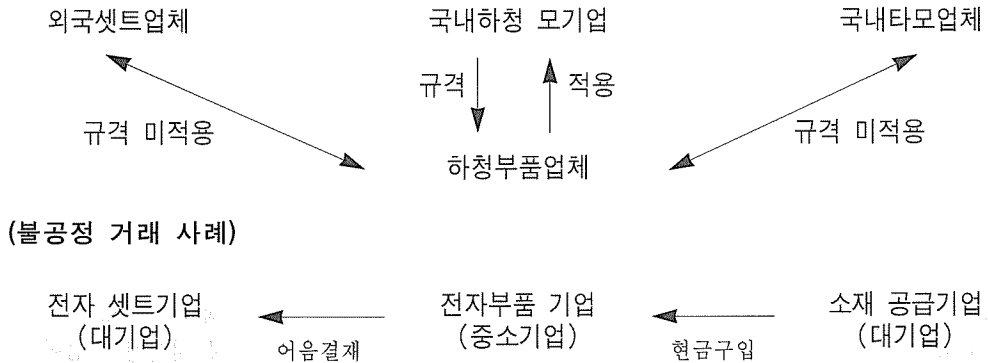 외국셋트업체 국내하청 모기업 국내타모업체
규격 적용
규격 미적용 규격 미적용
하청부품업체
(불공정 거래 사례)
전자 셋트기업 전자부품 기업 소재 공급기업
(대기업) (중소기업) (대기업)
어음결재 현금구입